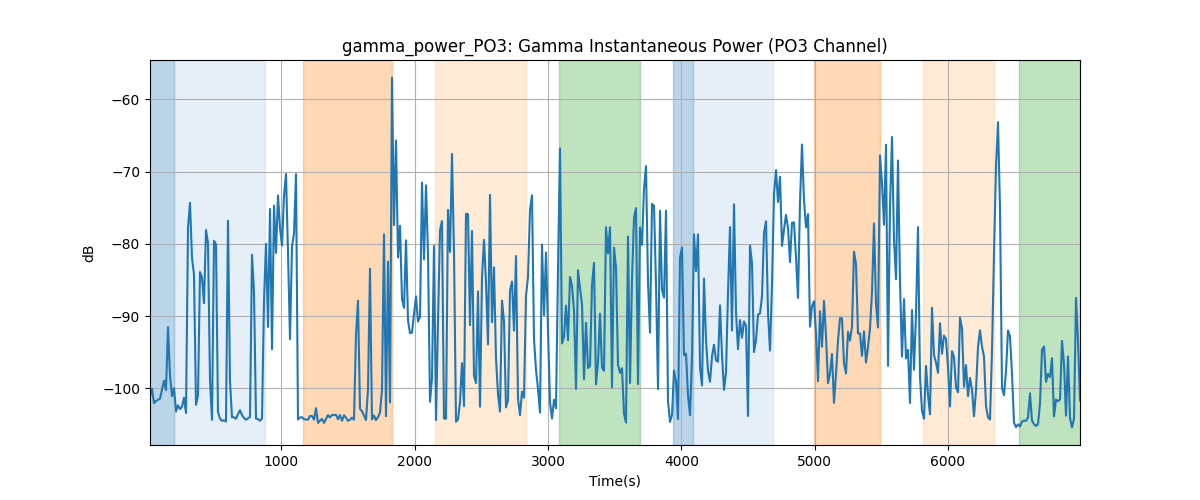 gamma_power_PO3: Gamma Instantaneous Power (PO3 Channel)
−60
−70
−80
−90
−100
dB
1000 2000 3000 4000 5000 6000
Time(s)